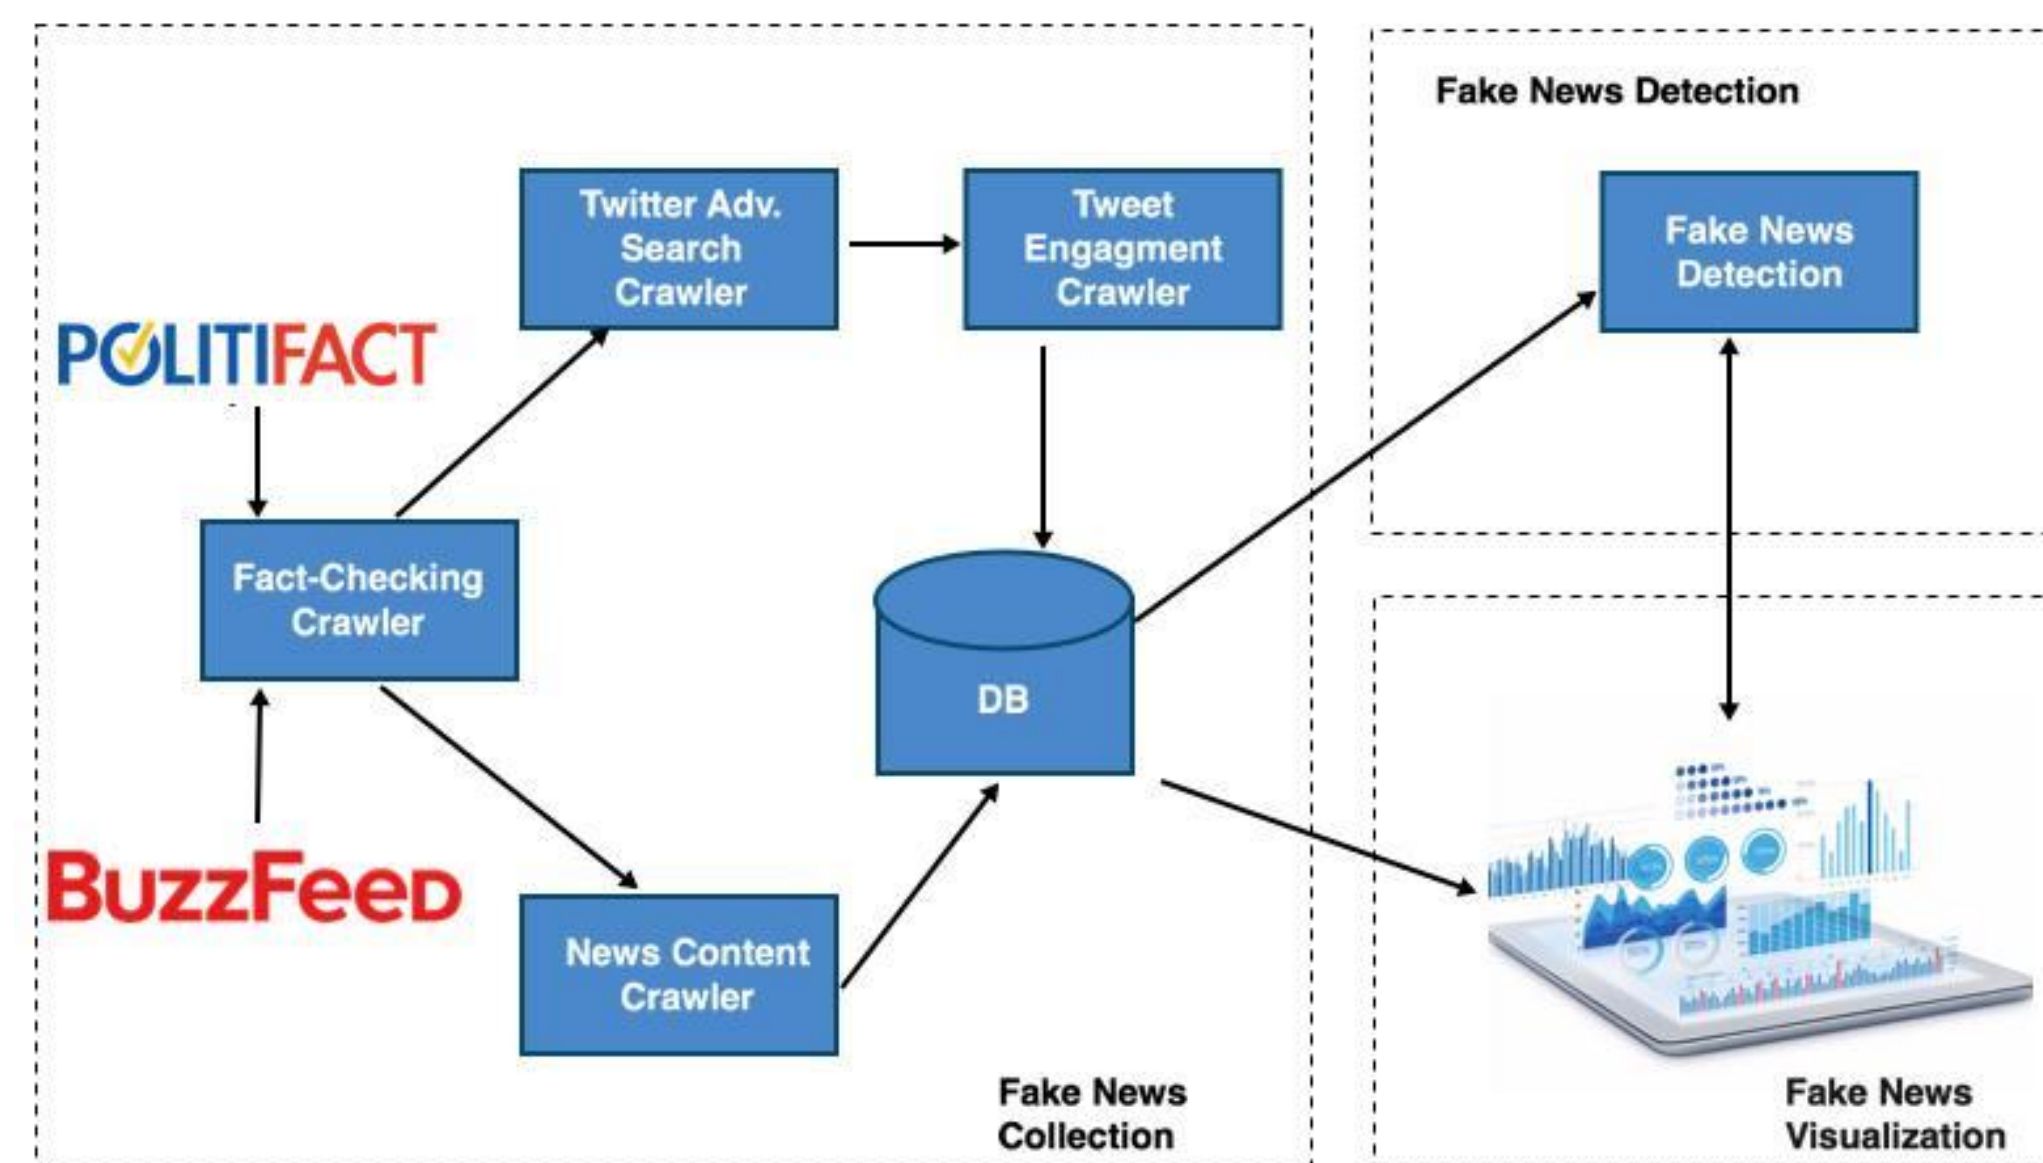 Fake News Detection
Twitter Adv.
Search
Crawler
Tweet
Engagment
Crawler
Fake News
Detection
POLITIFACT
Fact-Checking
Crawler
DB
BUZZFEED
News Content
Crawler
Fake News
Collection
Fake News
Visualization